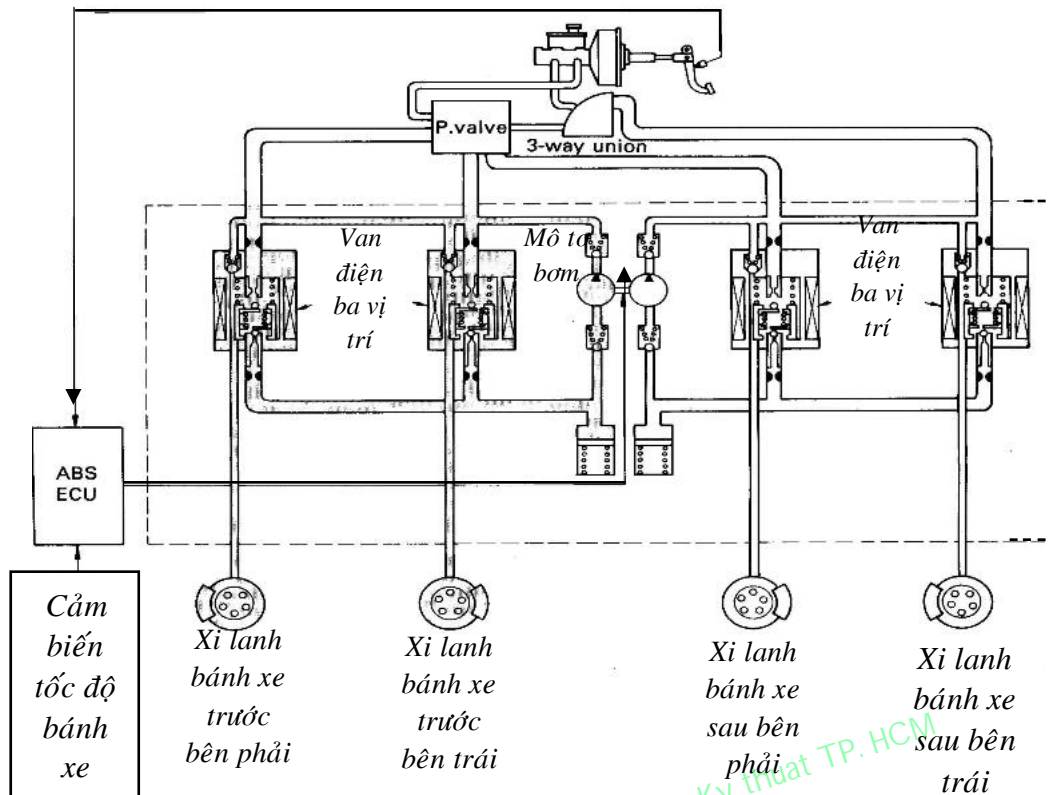 P.valve
3-way union
Van
điện
ba vị
trí
Mô tơ
bơm
Van
điện
ba vị
trí
ABS
ECU
Cảm
biến
tốc độ
bánh
xe
Xi lanh
bánh xe
trước
bên phải
Xi lanh
bánh xe
trước
bên trái
Xi lanh
bánh xe
sau bên
phải
Xi lanh
bánh xe
sau bên
trái
Kỹ thuat TP. HCM